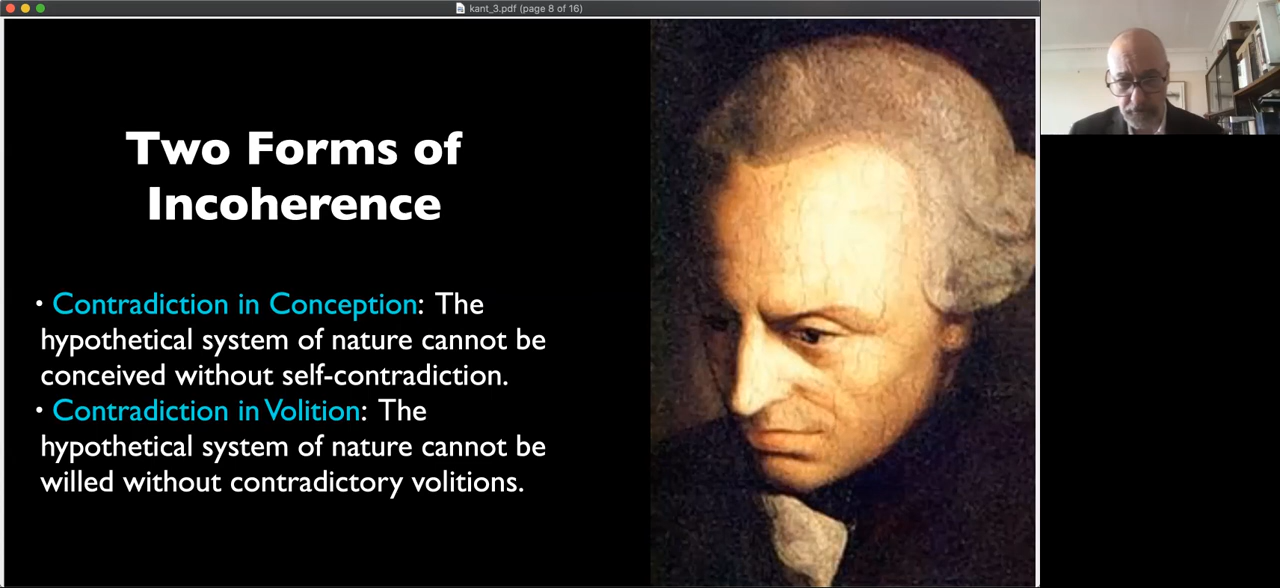 kant_3.pdf (page 8 of 16)
Two Forms of
Incoherence
• Contradiction in Conception: The
hypothetical system of nature cannot be
conceived without self-contradiction.
• Contradiction in Volition: The
hypothetical system of nature cannot be
willed without contradictory volitions.